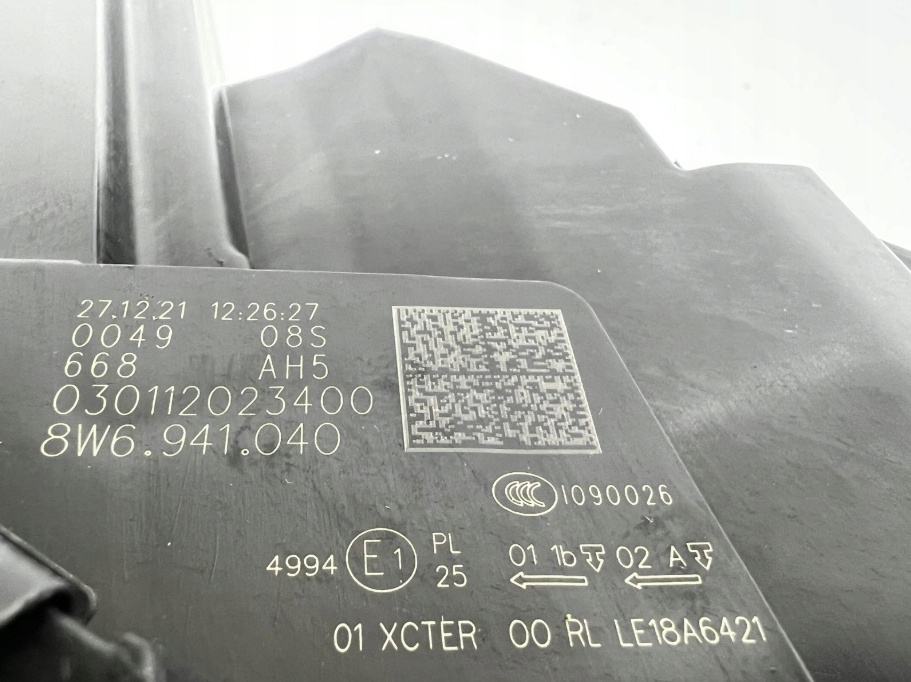 27.12.21 12:26:27
0049 08S
668 AH5
030112023400
8W6.941.040
CCC 1090026
4994 E1 PL 25 01 1b 02 A
01 XCTER 00 RL LE18A6421